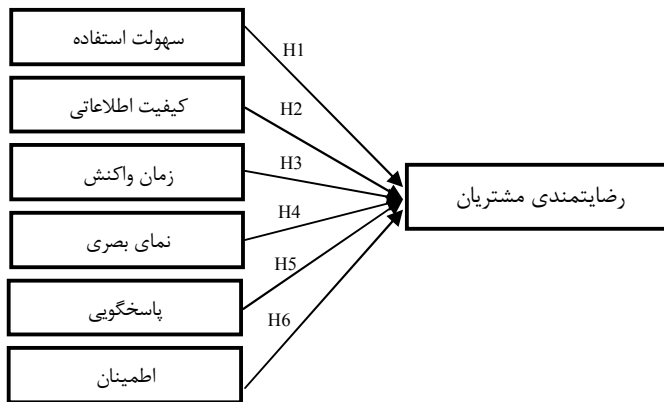 سهولت استفاده
H1
کیفیت اطلاعاتی
H2
زمان واکنش
H3
نمای بصری
H4
پاسخگویی
H5
اطمینان
H6
رضایتمندی مشتریان